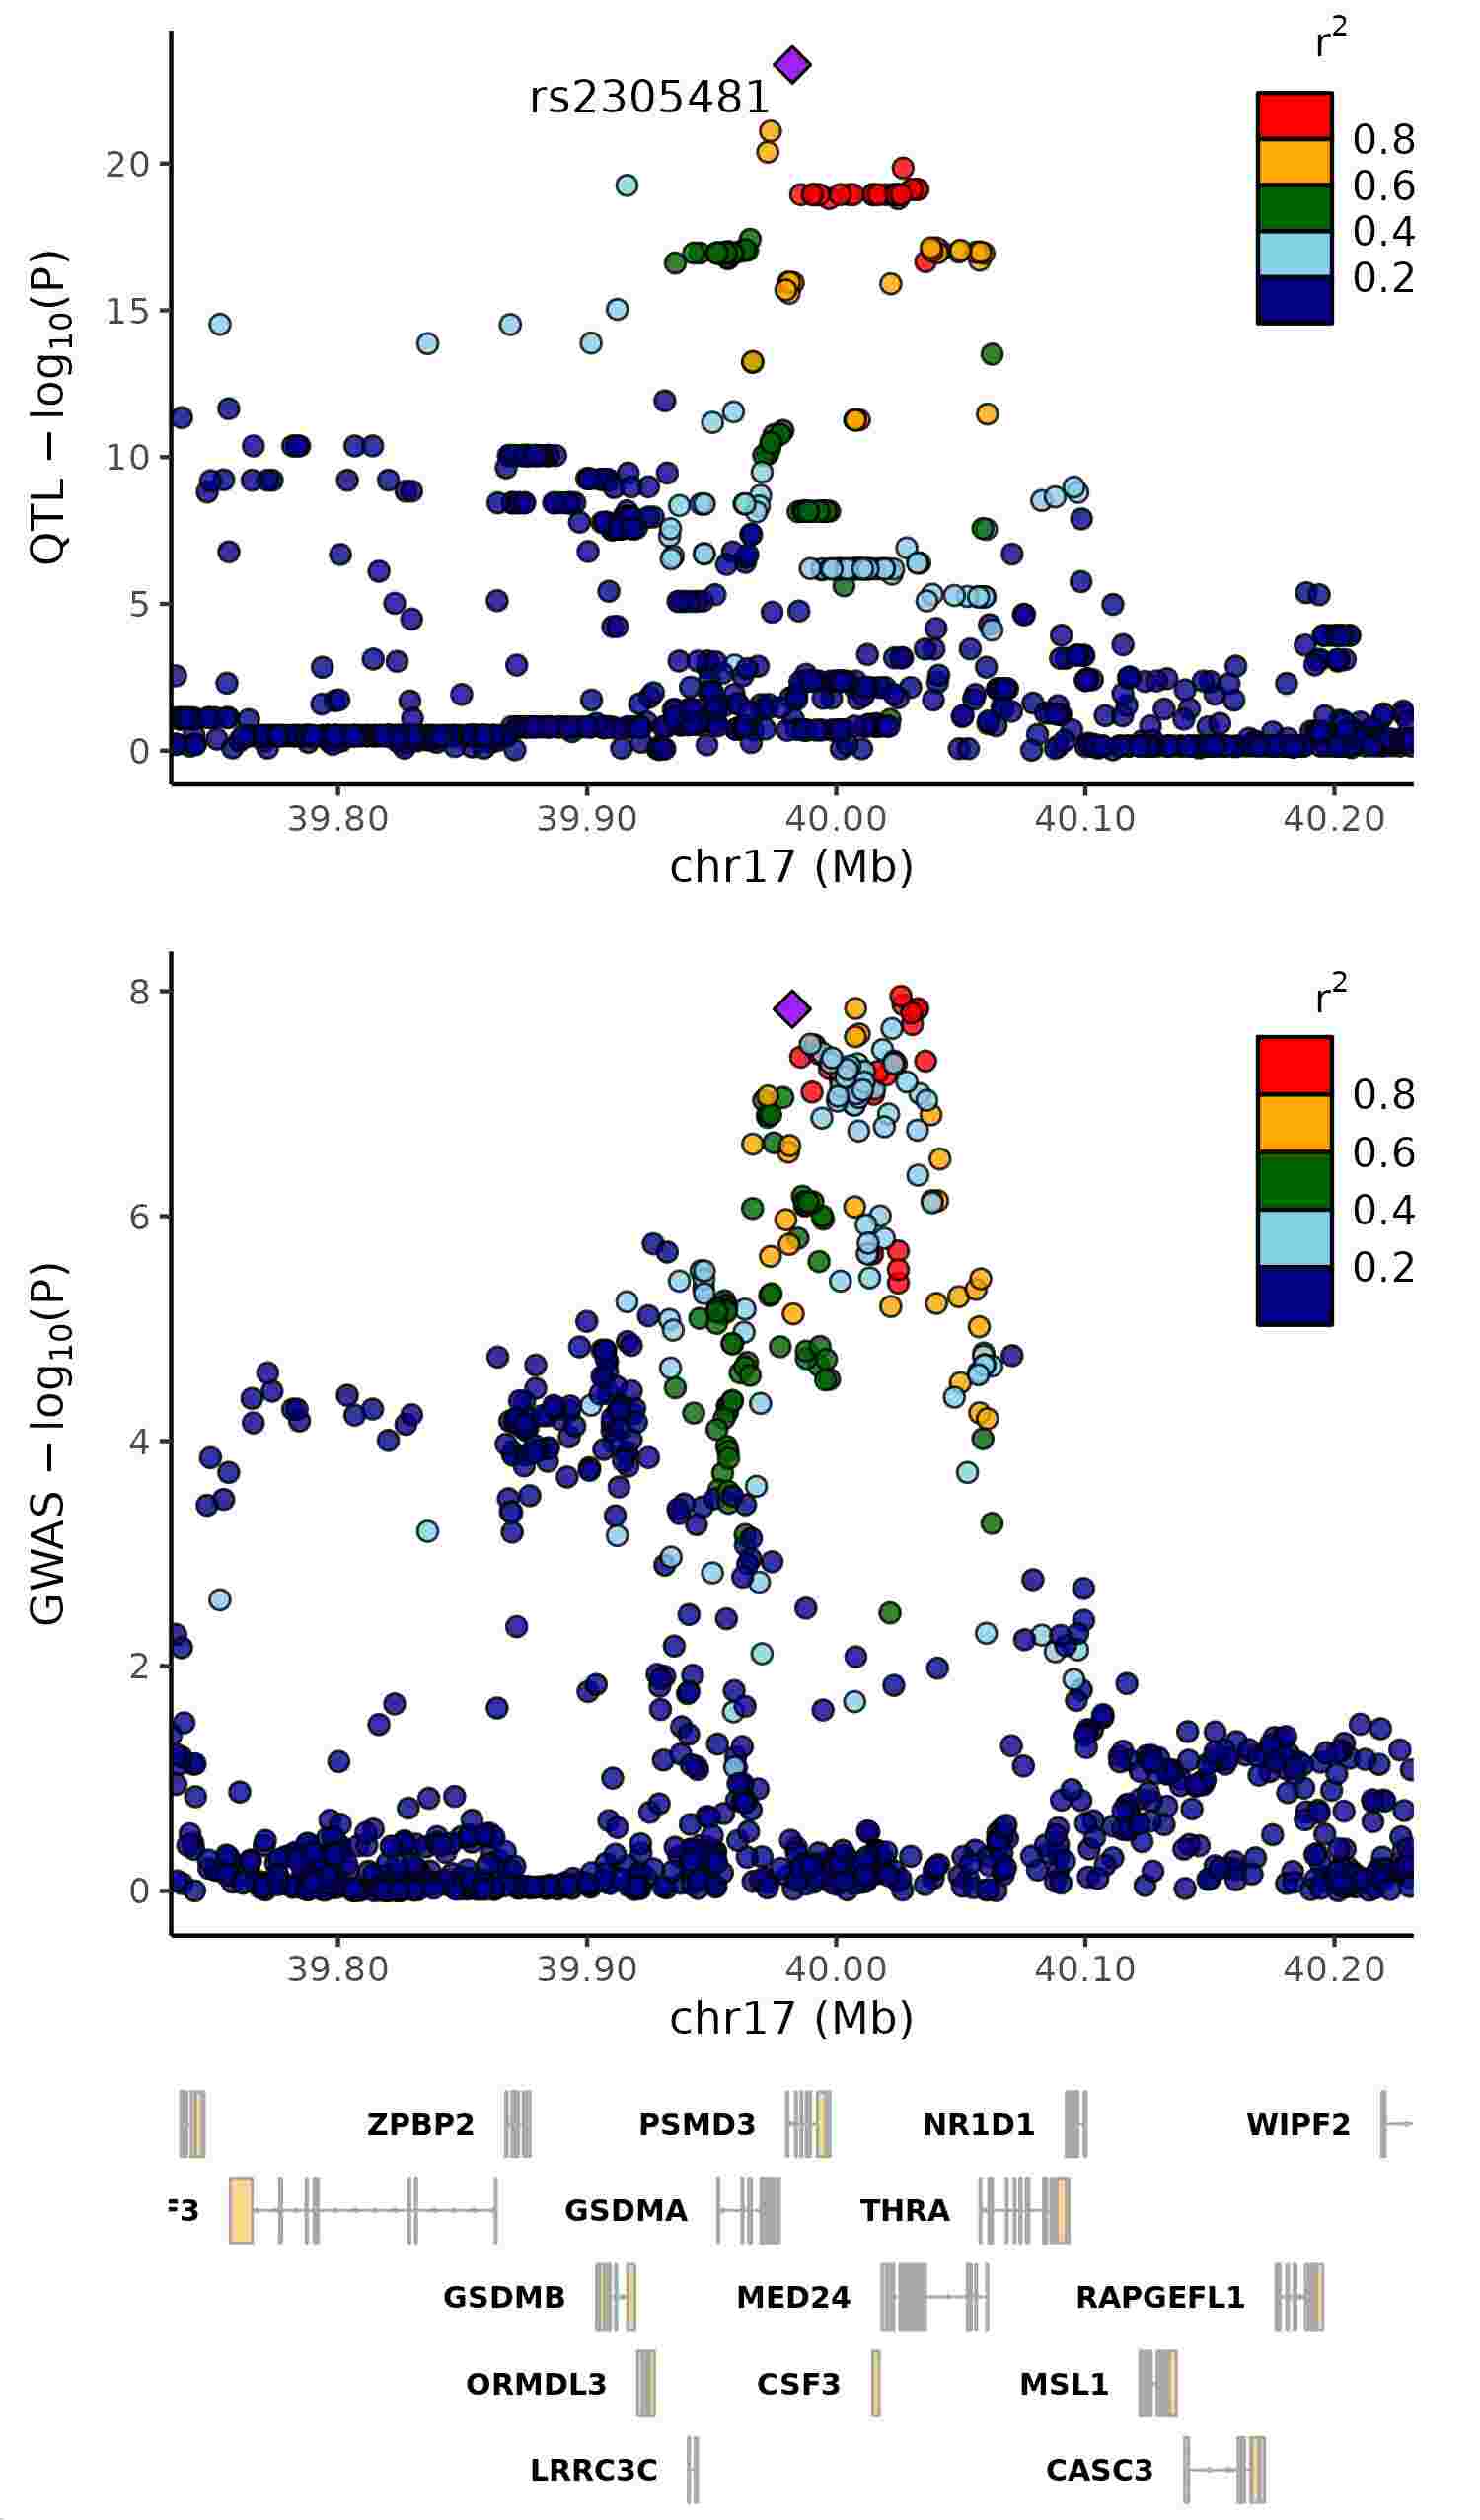 r2
rs2305481
0.8
0.6
0.4
0.2
20
15
10
5
0
QTL − log10(P)
39.80 39.90 40.00 40.10 40.20
chr17 (Mb)
r2
0.8
0.6
0.4
0.2
8
6
4
2
0
GWAS − log10(P)
39.80 39.90 40.00 40.10 40.20
chr17 (Mb)
ZPBP2 PSMD3 NR1D1 WIPF2
F3 GSDMA THRA
GSDMB MED24 RAPGEFL1
ORMDL3 CSF3 MSL1
LRRC3C CASC3